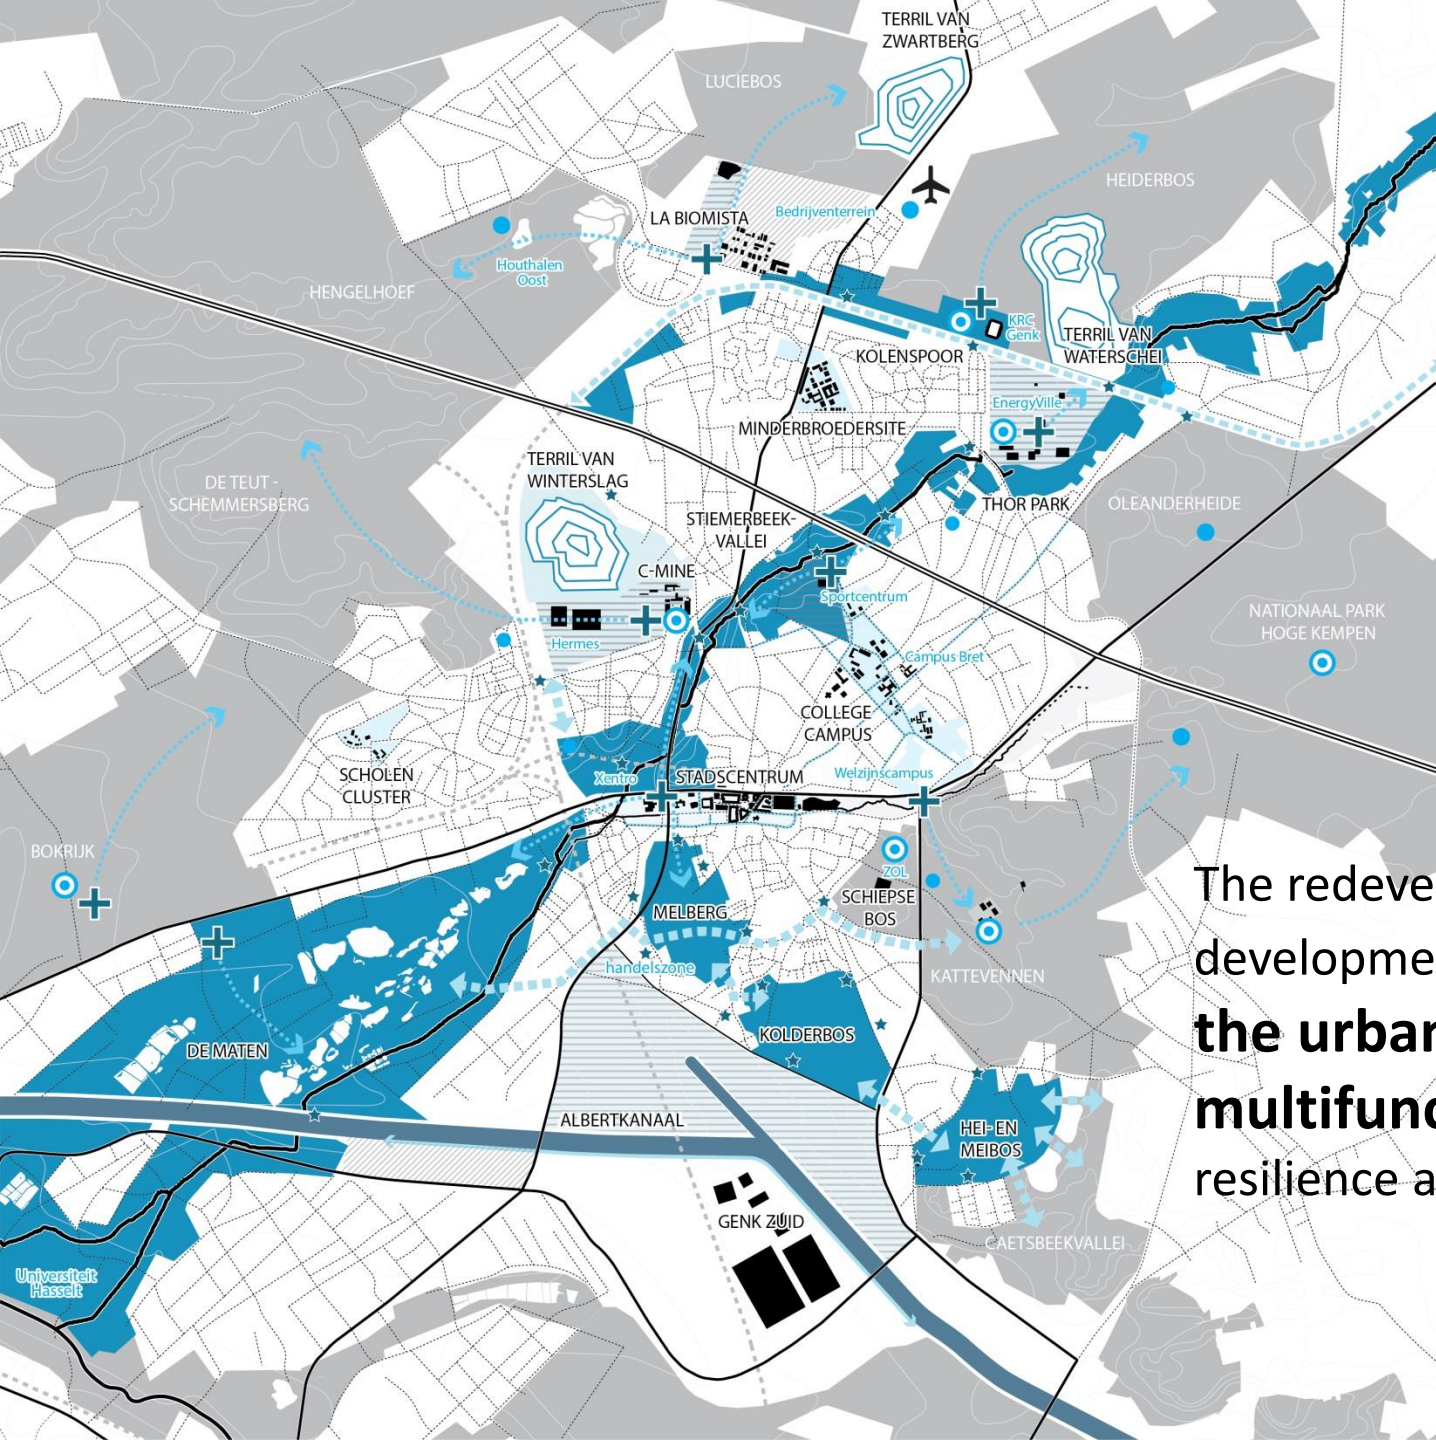 TERRIL VAN
ZWARTBERG
LUCIEBOS
HEIDERBOS
LA BIOMISTA
Bedrijventerrein
Houthalen
Oost
HENGELHOEF
KRC
Genk
TERRIL VAN
WATERSCHEI
KOLENSPOOR
EnergyVille
MINDERBROEDERSITE
TERRIL VAN
WINTERSLAG
DE TEUT -
SCHEMMERSBERG
THOR PARK
OLEANDERHEIDE
STIEMERBEEK-
VALLEI
C-MINE
Sportcentrum
NATIONAAL PARK
HOGE KEMPEN
Hermes
Campus Bret
COLLEGE
CAMPUS
SCHOLEN
CLUSTER
Xentro
STADSCENTRUM
Welzijnscampus
BOKRIJK
ZOL
SCHIEPSE
BOS
The redeve
MELBERG
developme
handelszone
KATTEVENNEN
the urbar
KOLDERBOS
DE MATEN
multifunc
ALBERTKANAAL
HEI- EN
MEIBOS
resilience a
GENK ZUID
CAETSBEEKVALLEI
Universiteit
Hasselt